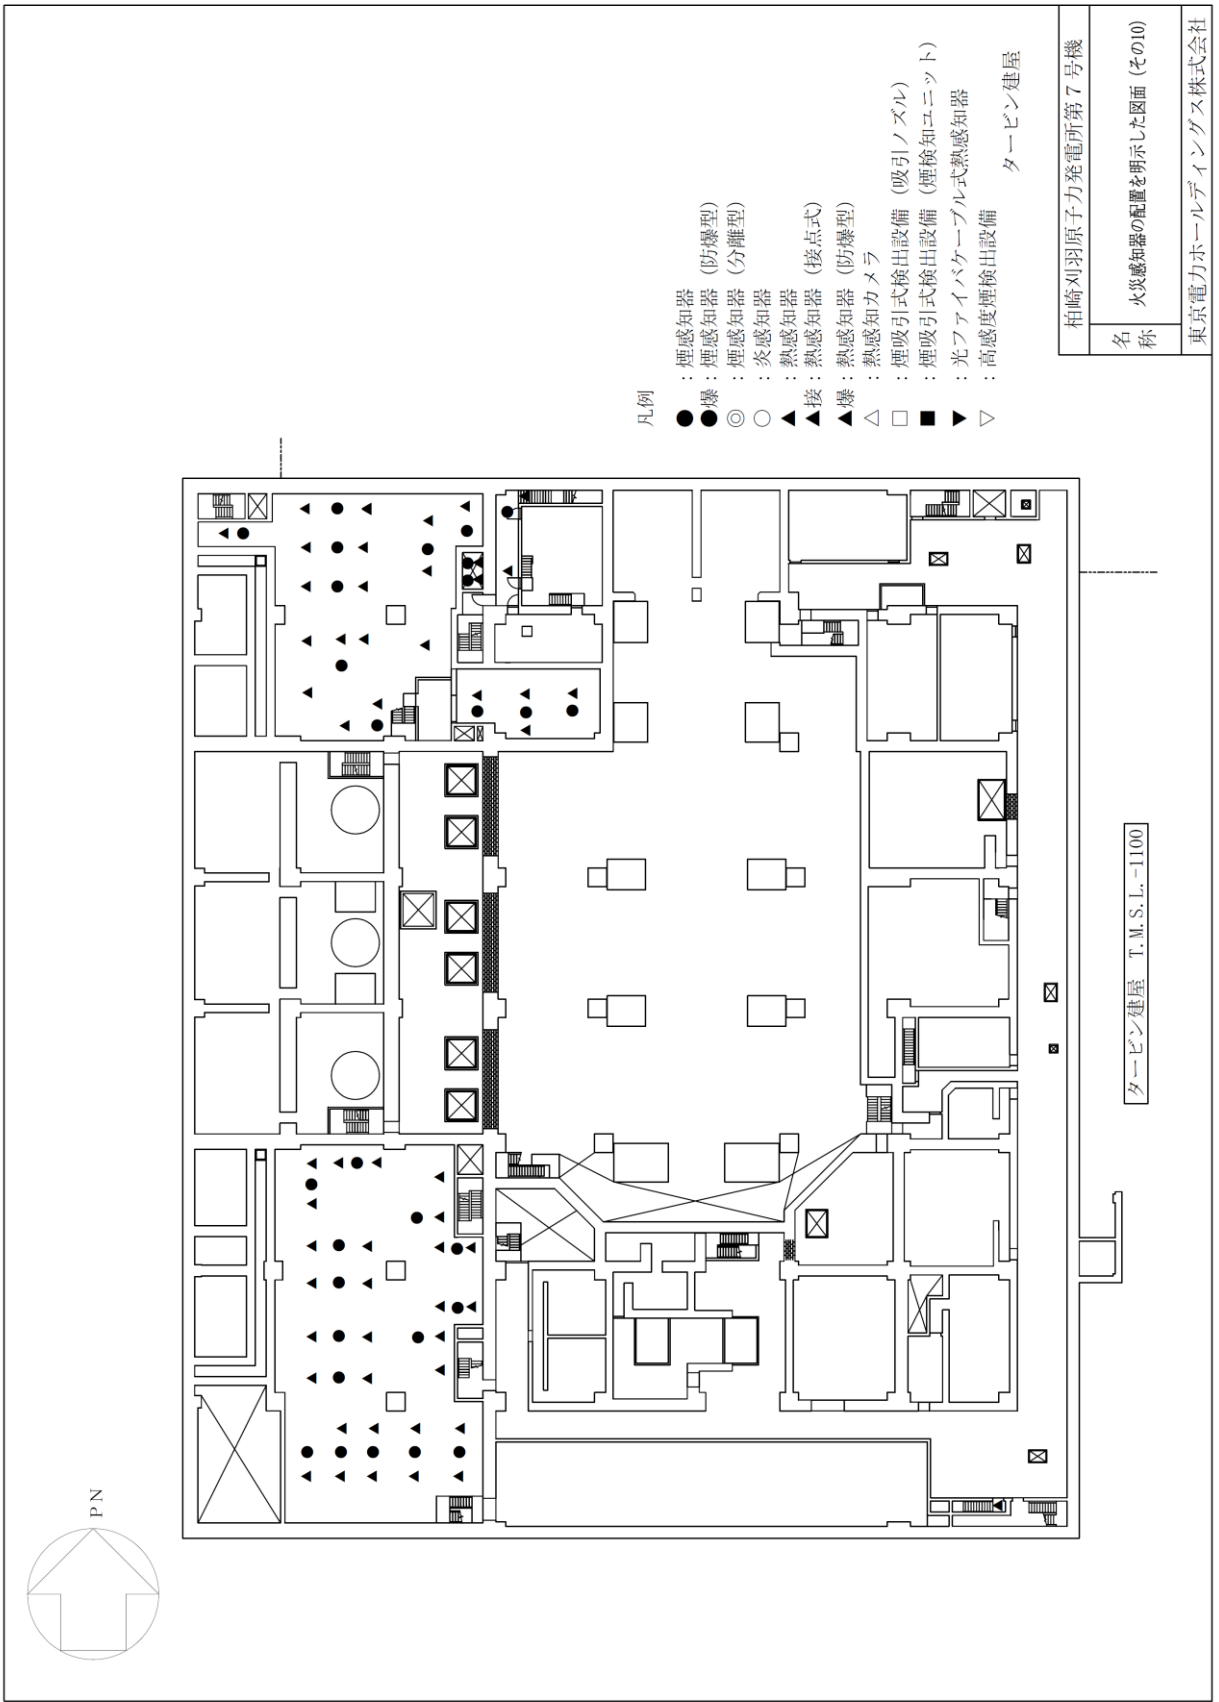 PN
タービン建屋 T.M.S.L.-1100
凡例
● : 煙感知器
●爆 : 煙感知器 (防爆型)
◎ : 煙感知器 (分離型)
○ : 炎感知器
▲ : 熱感知器
▲接 : 熱感知器 (接点式)
▲爆 : 熱感知器 (防爆型)
△ : 熱感知カメラ
□ : 煙吸引式検出設備 (吸引ノズル)
■ : 煙吸引式検出設備 (煙検知ユニット)
▼ : 光ファイバケーブル式熱感知器
▽ : 高感度煙検出設備
タービン建屋
柏崎刈羽原子力発電所第7号機
名称 火災感知器の配置を明示した図面 (その10)
東京電力ホールディングス株式会社